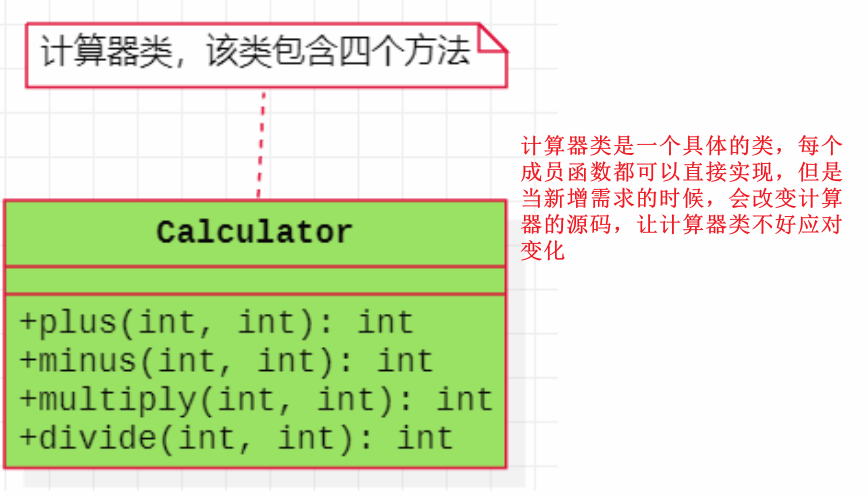 计算器类，该类包含四个方法
计算器类是一个具体的类，每个
成员函数都可以直接实现，但是
当新增需求的时候，会改变计算
器的源码，让计算器类不好应对
变化
Calculator
+plus(int, int): int
+minus(int, int): int
+multiply(int, int): int
+divide(int, int): int